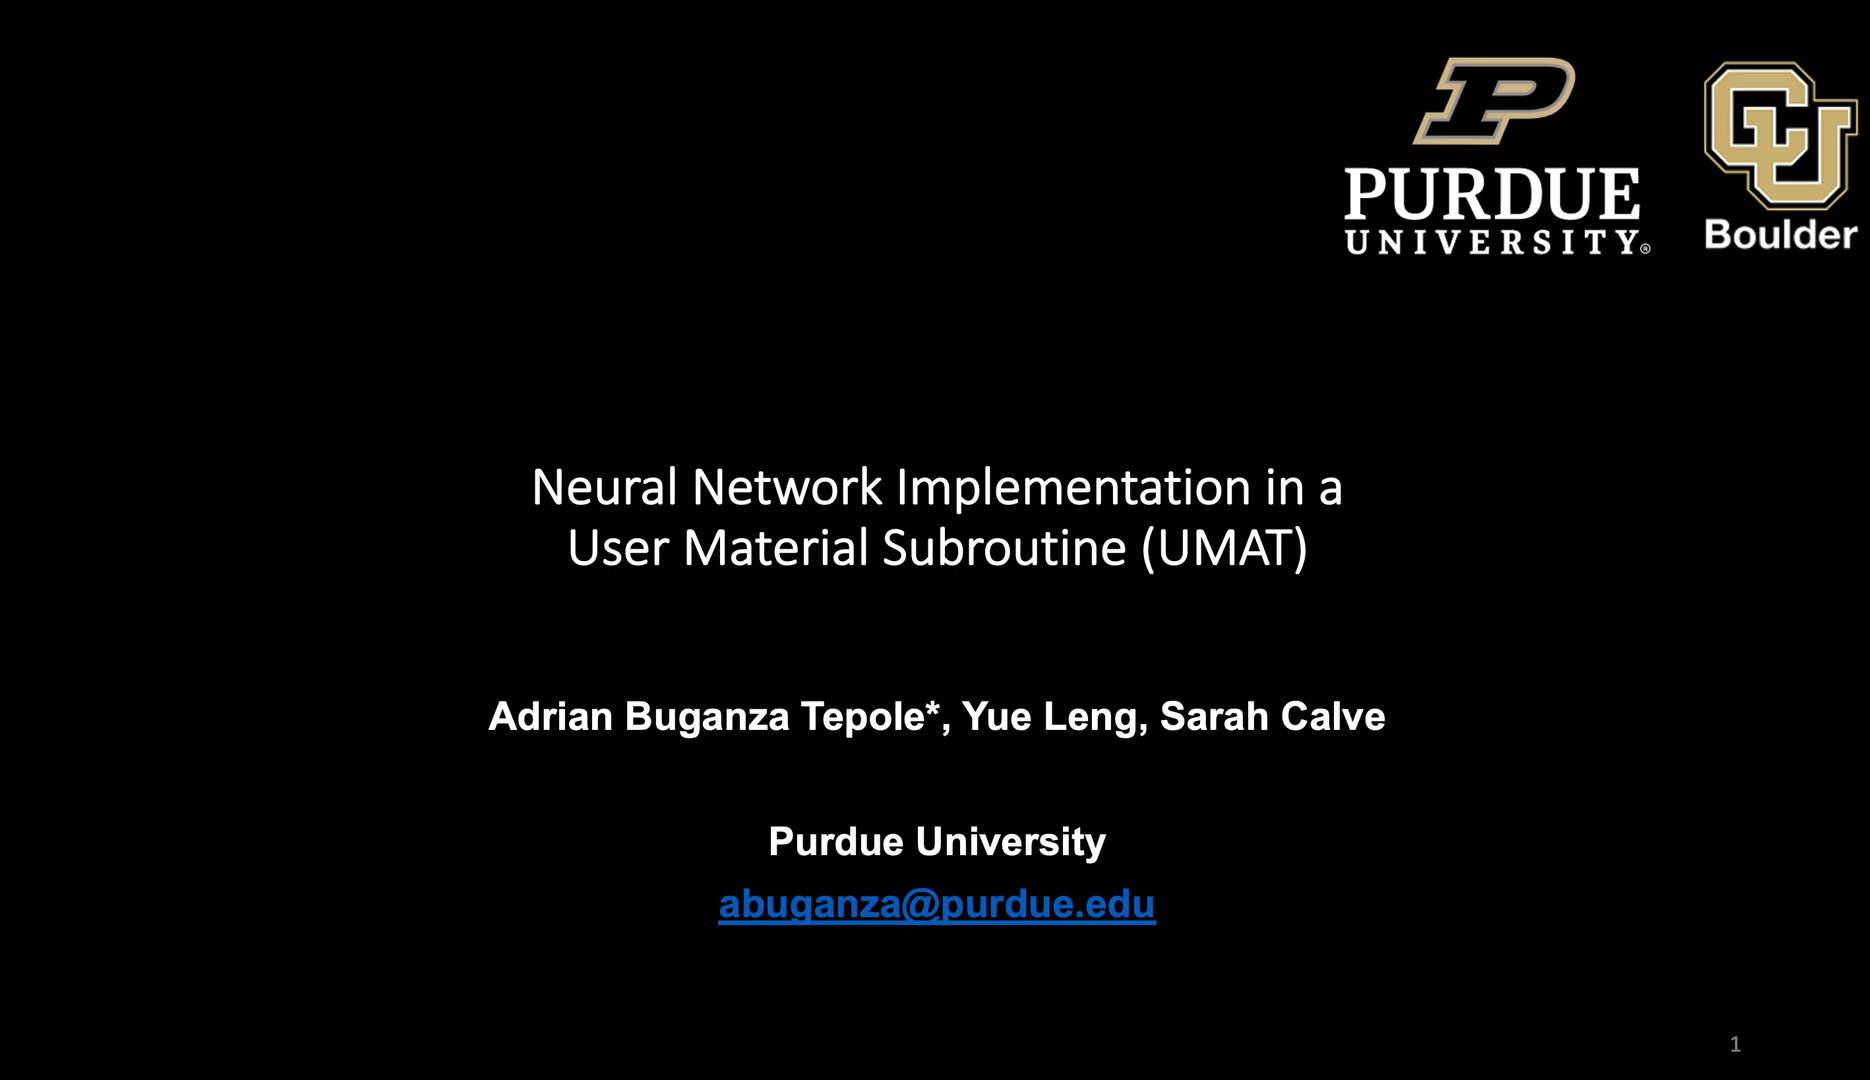 P
PURDUE
UNIVERSITY®
CU
Boulder
Neural Network Implementation in a
User Material Subroutine (UMAT)
Adrian Buganza Tepole*, Yue Leng, Sarah Calve
Purdue University
abuganza@purdue.edu
1